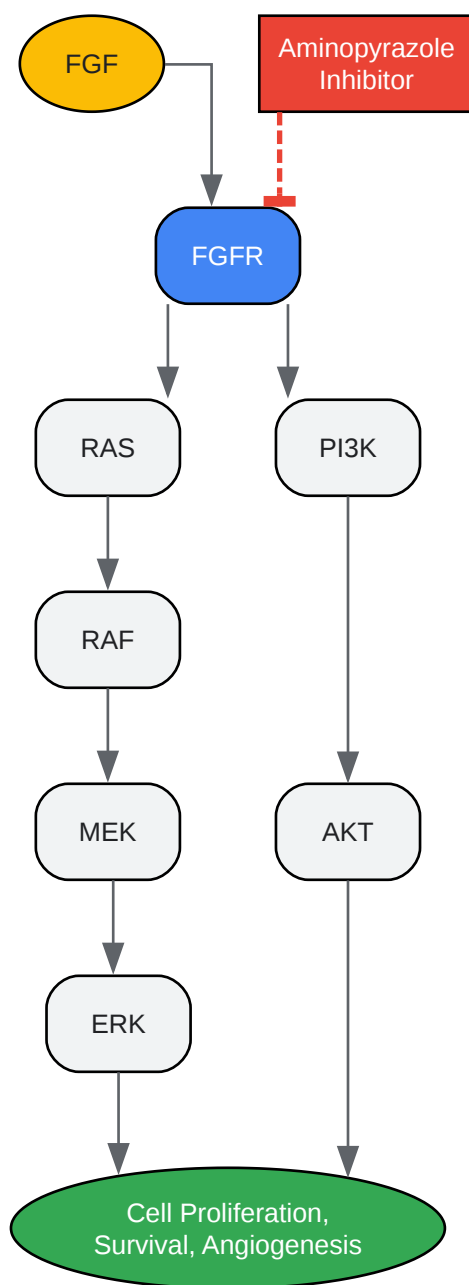 FGF
Aminopyrazole
Inhibitor
FGFR
RAS
PI3K
RAF
MEK
AKT
ERK
Cell Proliferation,
Survival, Angiogenesis